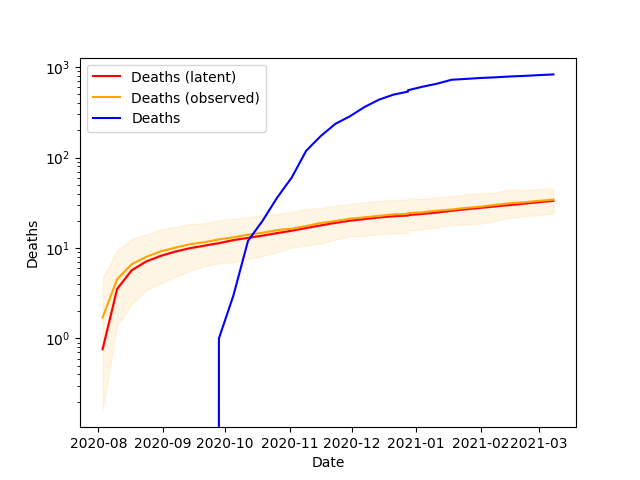 10³
10²
10¹
10⁰
Deaths
Deaths (latent)
Deaths (observed)
Deaths
2020-08 2020-09 2020-10 2020-11 2020-12 2021-01 2021-02 2021-03
Date